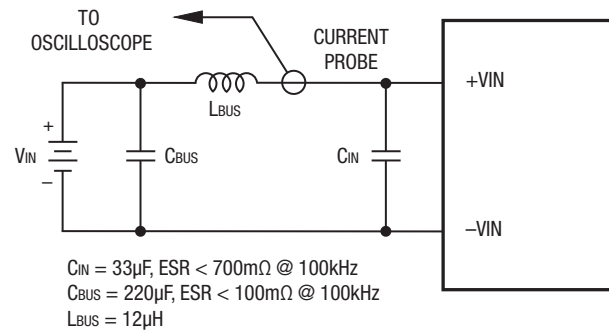 TO
OSCILLOSCOPE
CURRENT
PROBE
+VIN
LBUS
+
VIN
−
CBUS
CIN
−VIN
CIN = 33µF, ESR < 700mΩ @ 100kHz
CBUS = 220µF, ESR < 100mΩ @ 100kHz
LBUS = 12µH